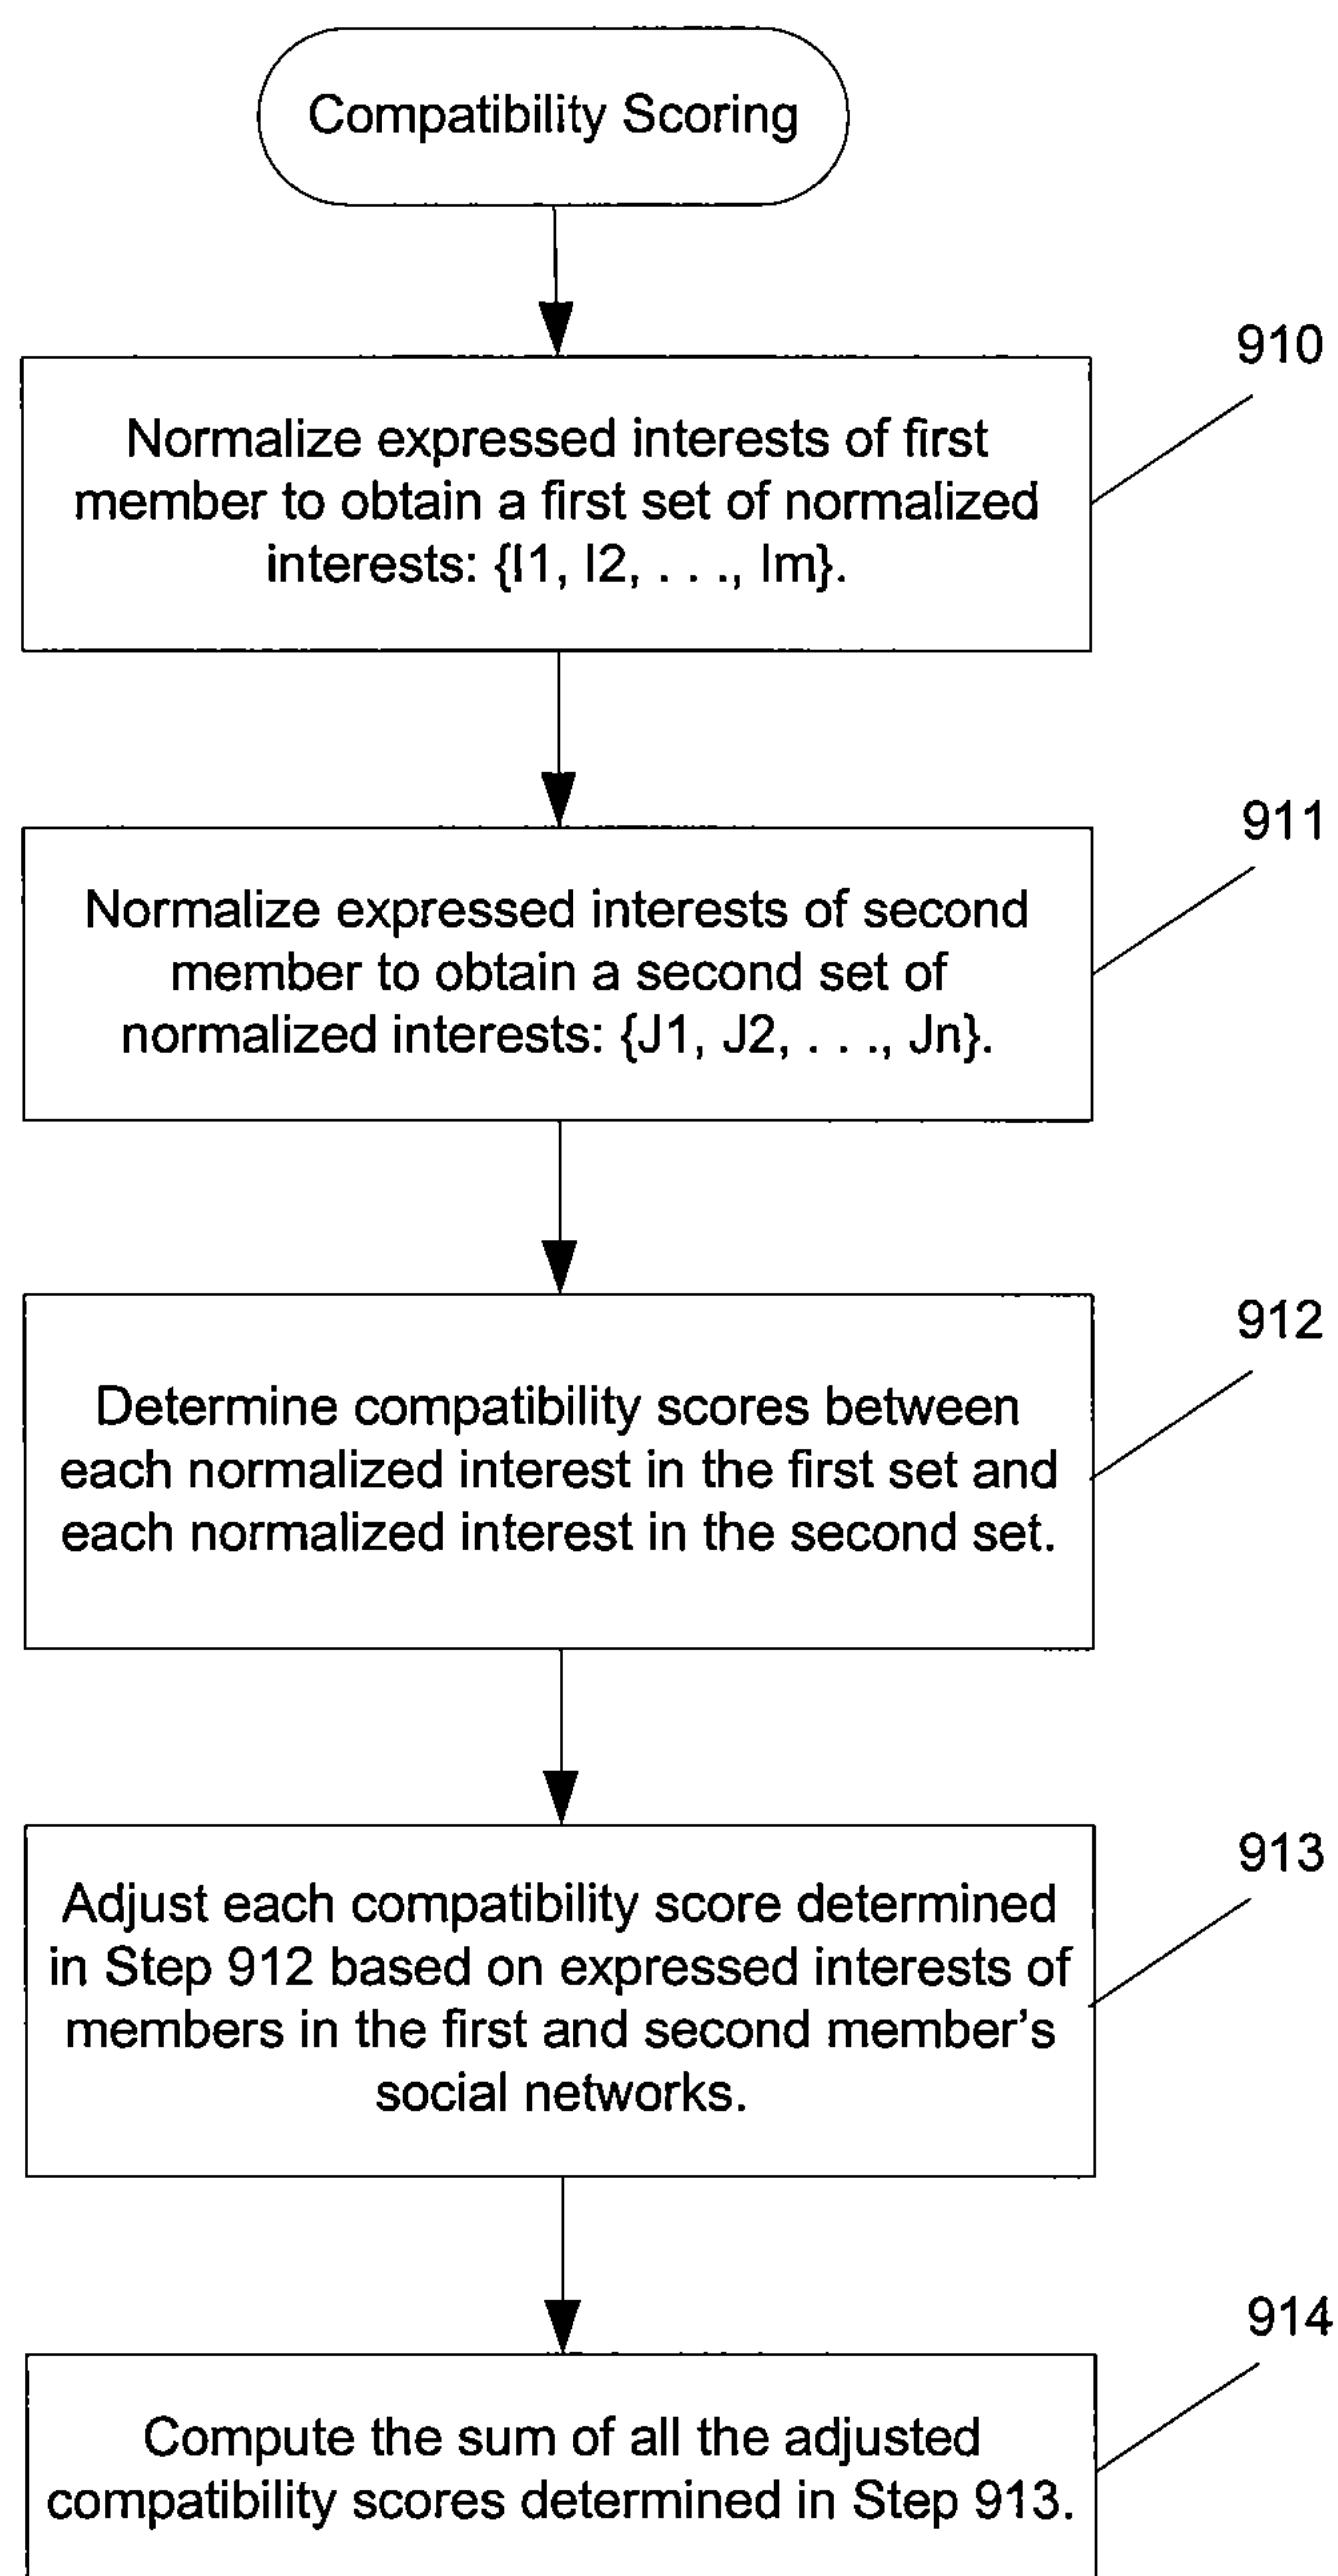 Compatibility Scoring
910
Normalize expressed interests of first
member to obtain a first set of normalized
interests: {I1, I2, . . ., Im}.
911
Normalize expressed interests of second
member to obtain a second set of
normalized interests: {J1, J2, . . ., Jn}.
912
Determine compatibility scores between
each normalized interest in the first set and
each normalized interest in the second set.
913
Adjust each compatibility score determined
in Step 912 based on expressed interests of
members in the first and second member’s
social networks.
914
Compute the sum of all the adjusted
compatibility scores determined in Step 913.